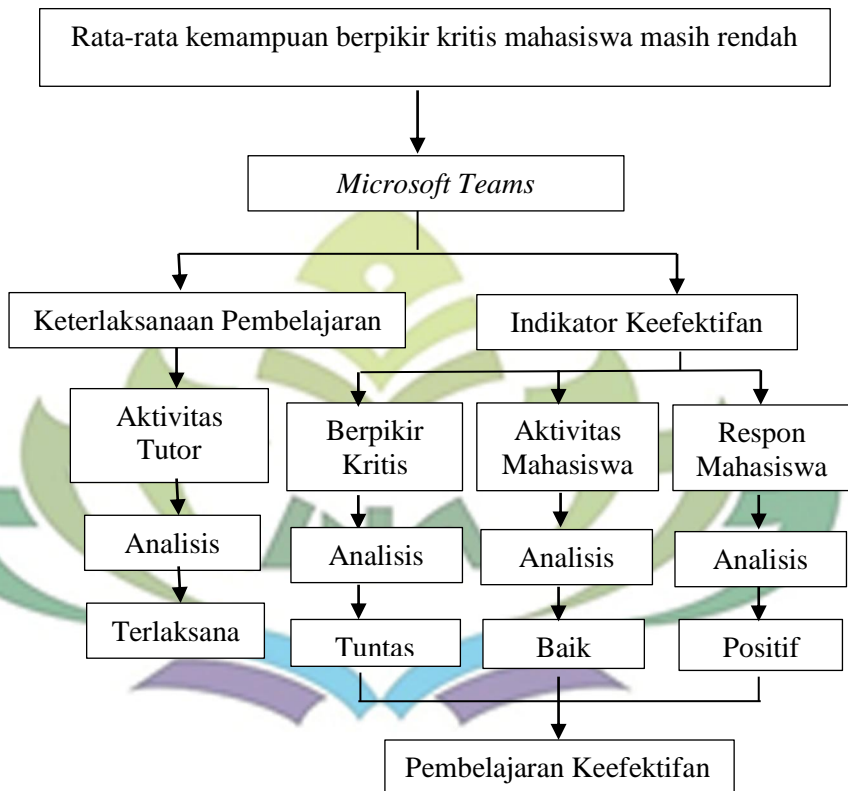 Rata-rata kemampuan berpikir kritis mahasiswa masih rendah
Microsoft Teams
Keterlaksanaan Pembelajaran
Indikator Keefektifan
Aktivitas
Tutor
Berpikir
Kritis
Aktivitas
Mahasiswa
Respon
Mahasiswa
Analisis
Analisis
Analisis
Analisis
Terlaksana
Tuntas
Baik
Positif
Pembelajaran Keefektifan